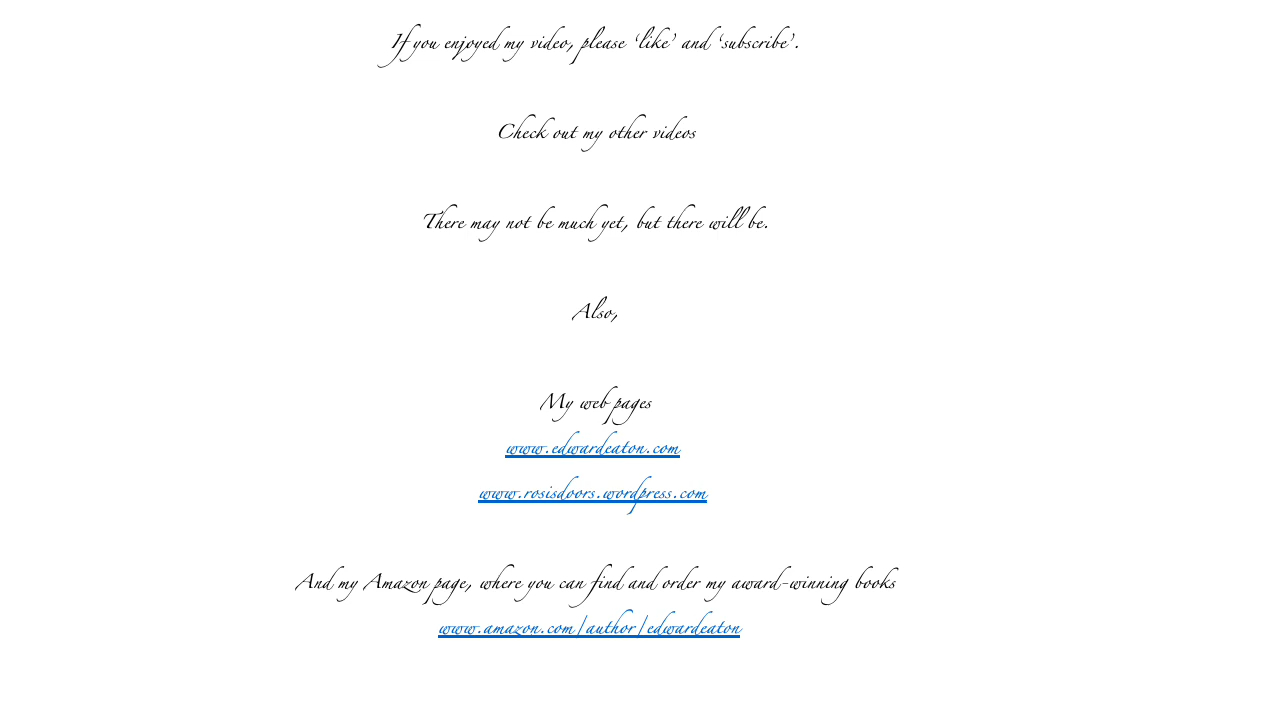 If you enjoyed my video, please ‘like’ and ‘subscribe’.
Check out my other videos
There may not be much yet, but there will be.
Also,
My web pages
www.edwardeaton.com
www.rosisdoors.wordpress.com
And my Amazon page, where you can find and order my award-winning books
www.amazon.com/author/edwardeaton